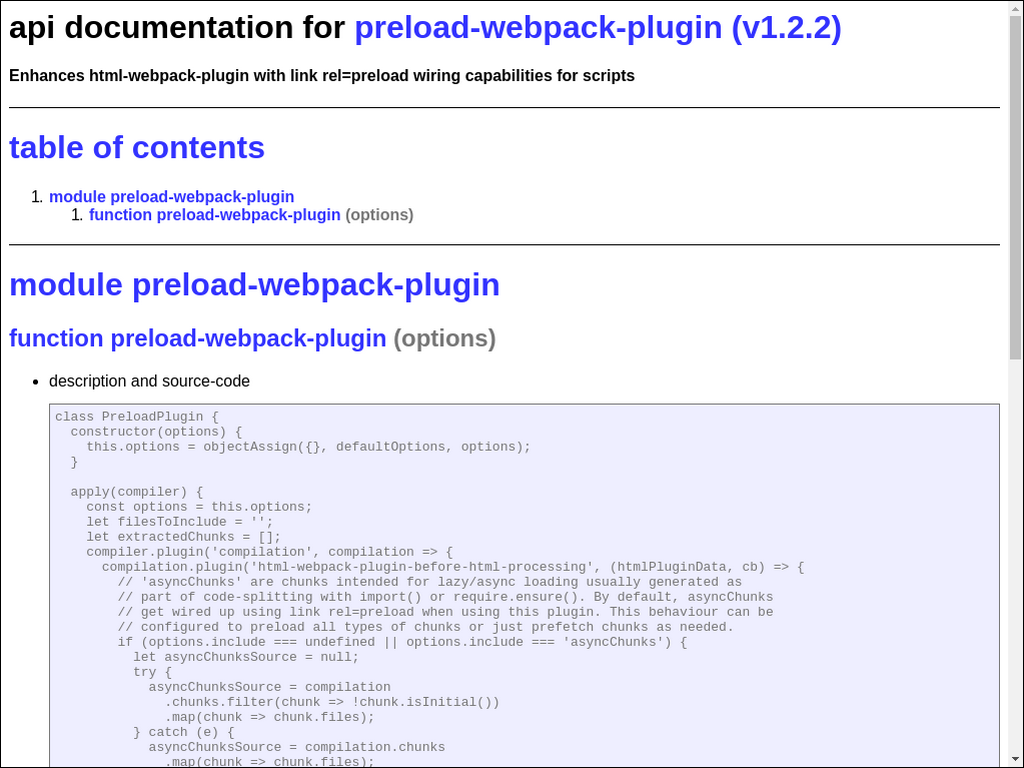 api documentation for preload-webpack-plugin (v1.2.2)
Enhances html-webpack-plugin with link rel=preload wiring capabilities for scripts
table of contents
1. module preload-webpack-plugin
1. function preload-webpack-plugin (options)
module preload-webpack-plugin
function preload-webpack-plugin (options)
• description and source-code
class PreloadPlugin {
  constructor(options) {
    this.options = objectAssign({}, defaultOptions, options);
  }

  apply(compiler) {
    const options = this.options;
    let filesToInclude = '';
    let extractedChunks = [];
    compiler.plugin('compilation', compilation => {
      compilation.plugin('html-webpack-plugin-before-html-processing', (htmlPluginData, cb) => {
        // 'asyncChunks' are chunks intended for lazy/async loading usually generated as
        // part of code-splitting with import() or require.ensure(). By default, asyncChunks
        // get wired up using link rel=preload when using this plugin. This behaviour can be
        // configured to preload all types of chunks or just prefetch chunks as needed.
        if (options.include === undefined || options.include === 'asyncChunks') {
          let asyncChunksSource = null;
          try {
            asyncChunksSource = compilation
              .chunks.filter(chunk => !chunk.isInitial())
              .map(chunk => chunk.files);
          } catch (e) {
            asyncChunksSource = compilation.chunks
              .map(chunk => chunk.files);